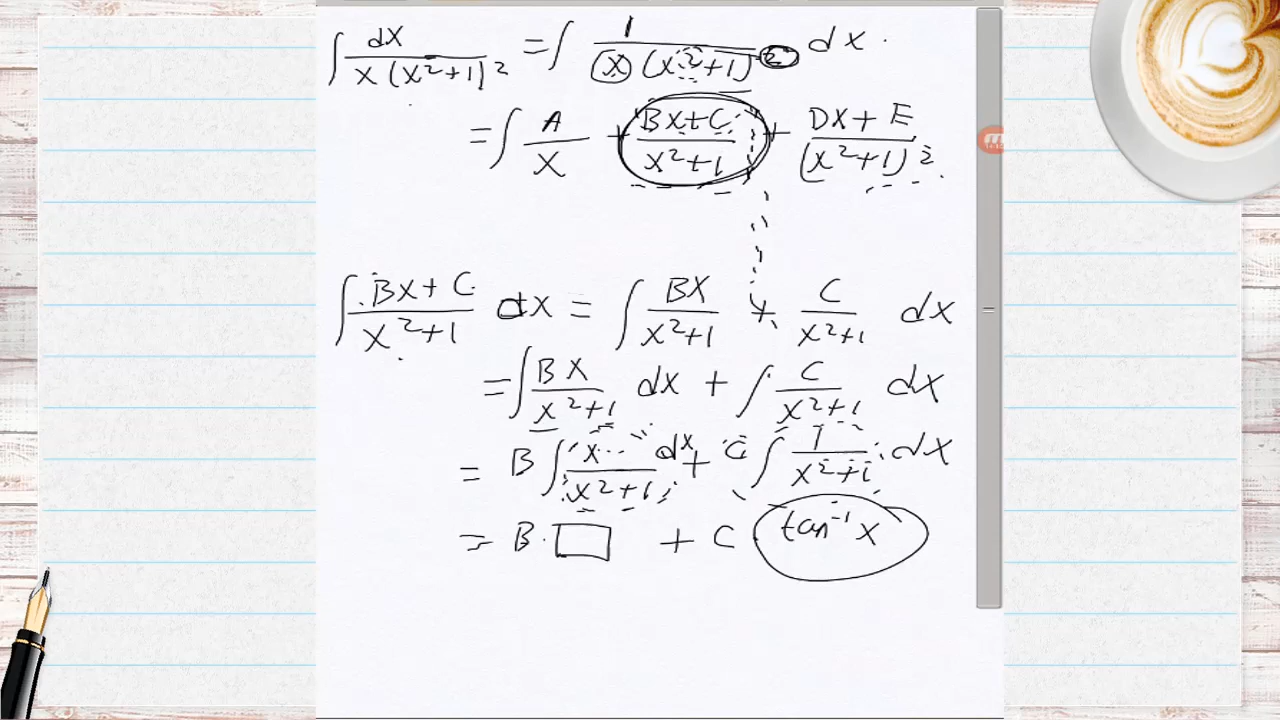 ∫ dx / x(x²+1)² = ∫ 1 / x(x²+1)² dx.
= ∫ A/x + (Bx+C)/(x²+1) + (Dx+E)/(x²+1)²
∫ (Bx+C)/(x²+1) dx = ∫ Bx/(x²+1) + C/(x²+1) dx
= ∫ Bx/(x²+1) dx + ∫ C/(x²+1) dx
= B ∫ x/(x²+1) dx + C ∫ 1/(x²+1) dx
= B · □ + C tan⁻¹ x